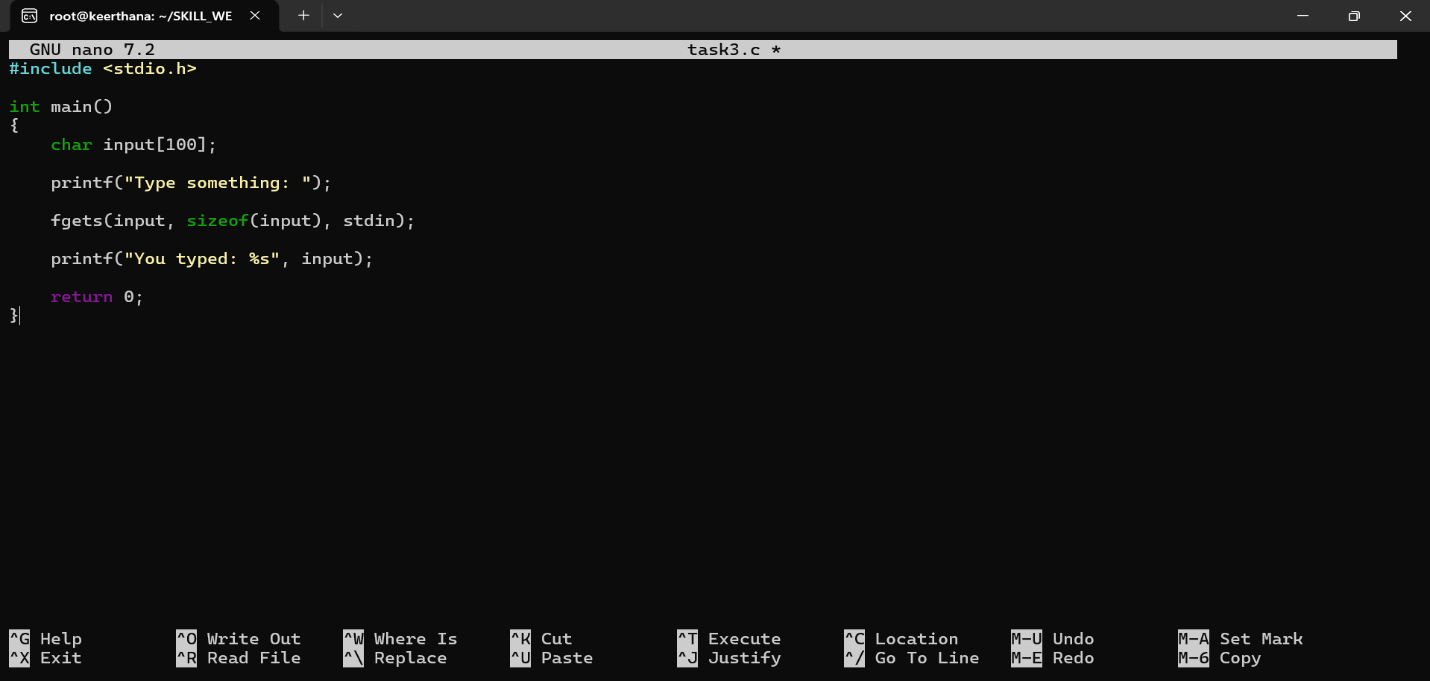 root@keerthana: ~/SKILL_WE
GNU nano 7.2 task3.c *
#include <stdio.h>
int main()
{
    char input[100];
    printf("Type something: ");
    fgets(input, sizeof(input), stdin);
    printf("You typed: %s", input);
    return 0;
}
^G Help ^O Write Out ^W Where Is ^K Cut ^T Execute ^C Location M-U Undo M-A Set Mark
^X Exit ^R Read File ^\ Replace ^U Paste ^J Justify ^/ Go To Line M-E Redo M-6 Copy